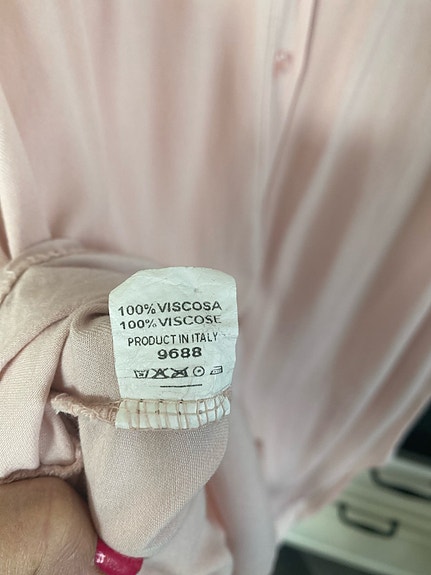 100% VISCOSA
100% VISCOSE
PRODUCT IN ITALY
9688